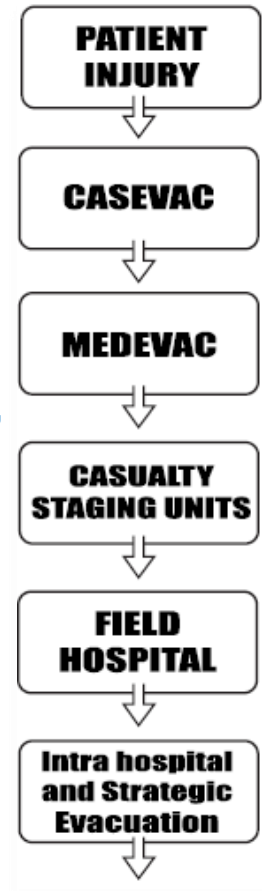 PATIENT
INJURY
CASEVAC
MEDEVAC
CASUALTY
STAGING UNITS
FIELD
HOSPITAL
Intra hospital
and Strategic
Evacuation